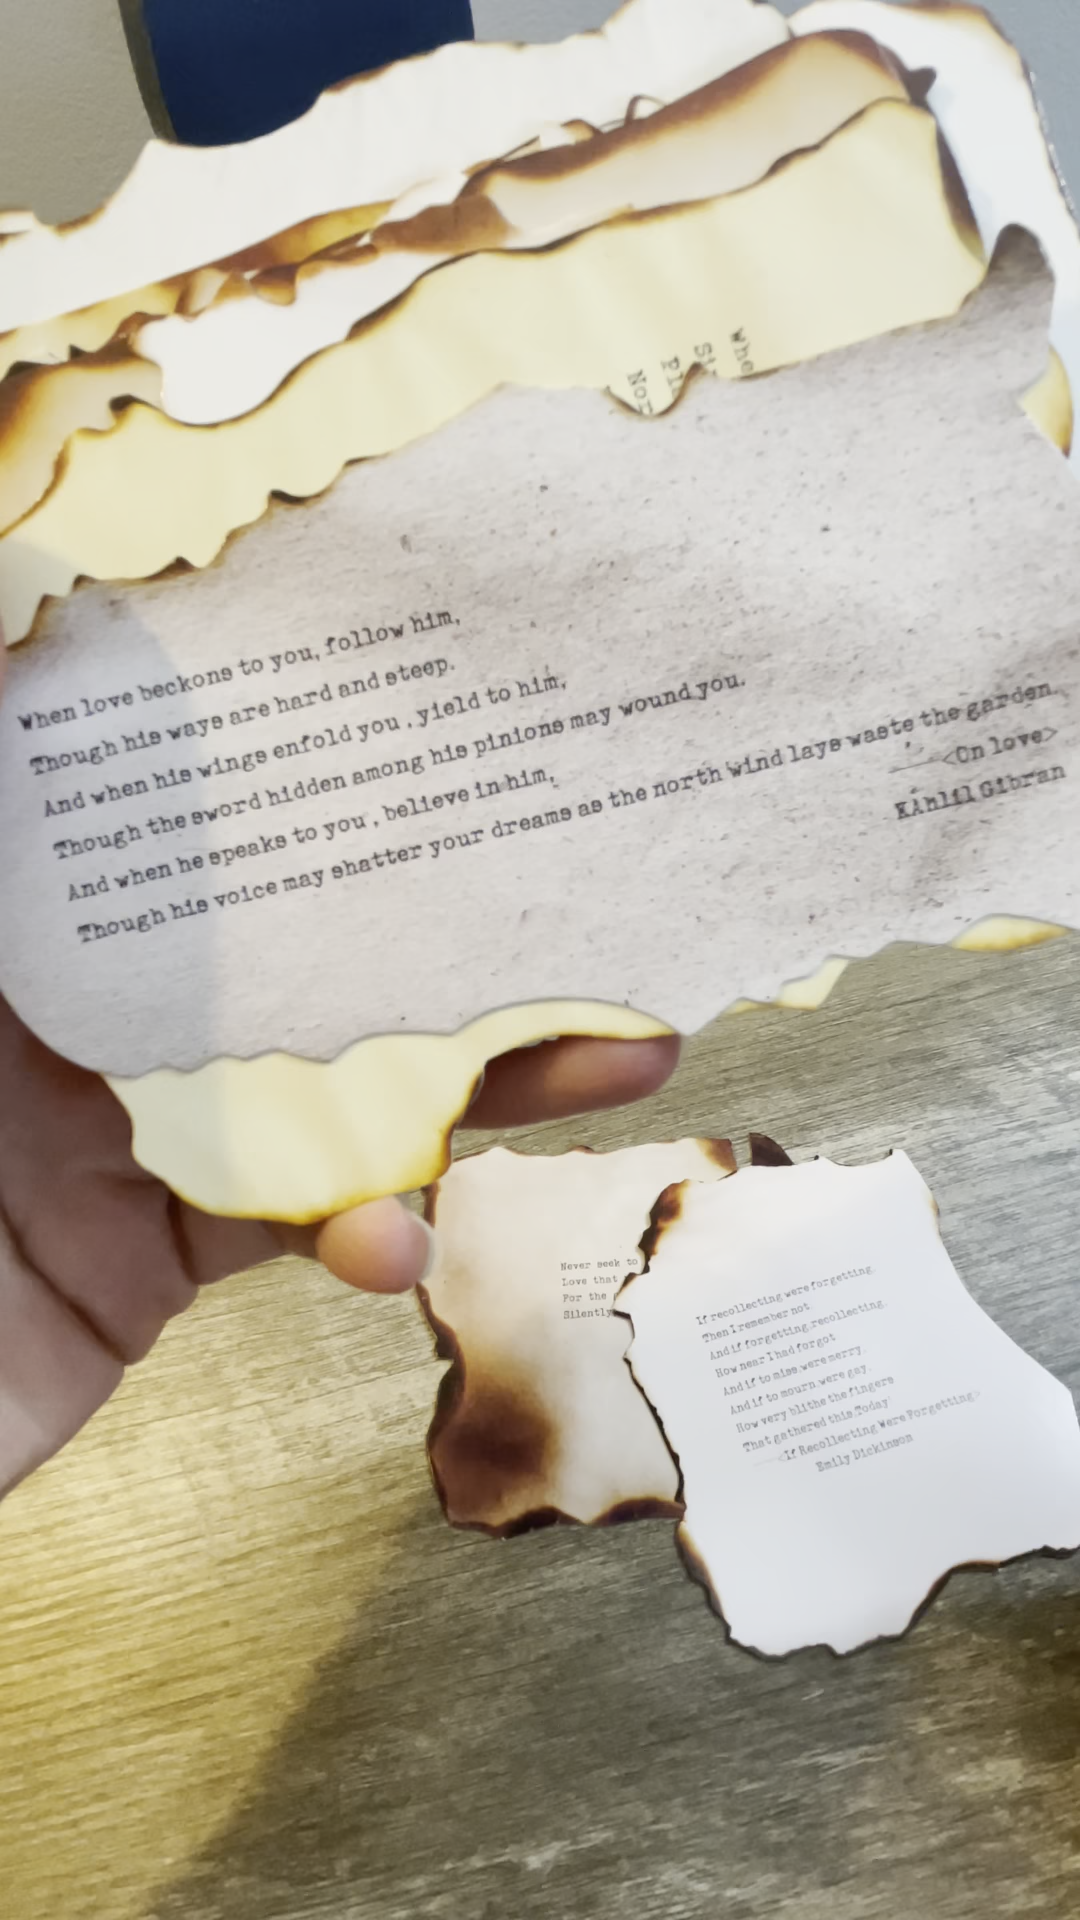 Whe
Si
Pl
Nor
When love beckons to you, follow him,
Though his ways are hard and steep.
And when his wings enfold you , yield to him,
Though the sword hidden among his pinions may wound you.
And when he speaks to you , believe in him,
Though his voice may shatter your dreams as the north wind lays waste the garden.
<On love>
KAhlil Gibran
Never seek to
Love that
For the
Silently
If recollecting were forgetting,
Then I remember not.
And if forgetting, recollecting.
How near I had forgot
And if to miss were merry.
And if to mourn were gay.
How very blithe the fingers
That gathered this, Today'
<If Recollecting Were Forgetting>
Emily Dickinson